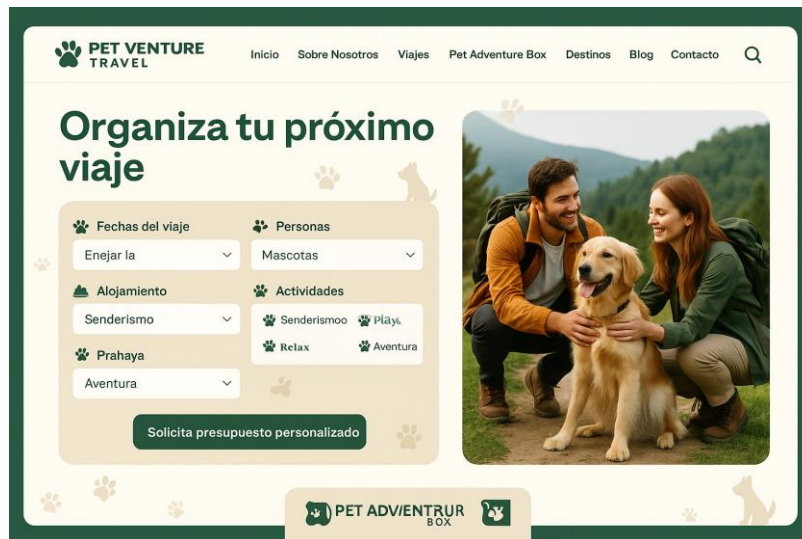 PET VENTURE
TRAVEL
Inicio Sobre Nosotros Viajes Pet Adventure Box Destinos Blog Contacto
Organiza tu próximo
viaje
Fechas del viaje
Personas
Enejar la
Mascotas
Alojamiento
Actividades
Senderismo
Senderismoo
Play.
Prahaya
Relax
Aventura
Aventura
Solicita presupuesto personalizado
PET ADVIENTRUR
BOX